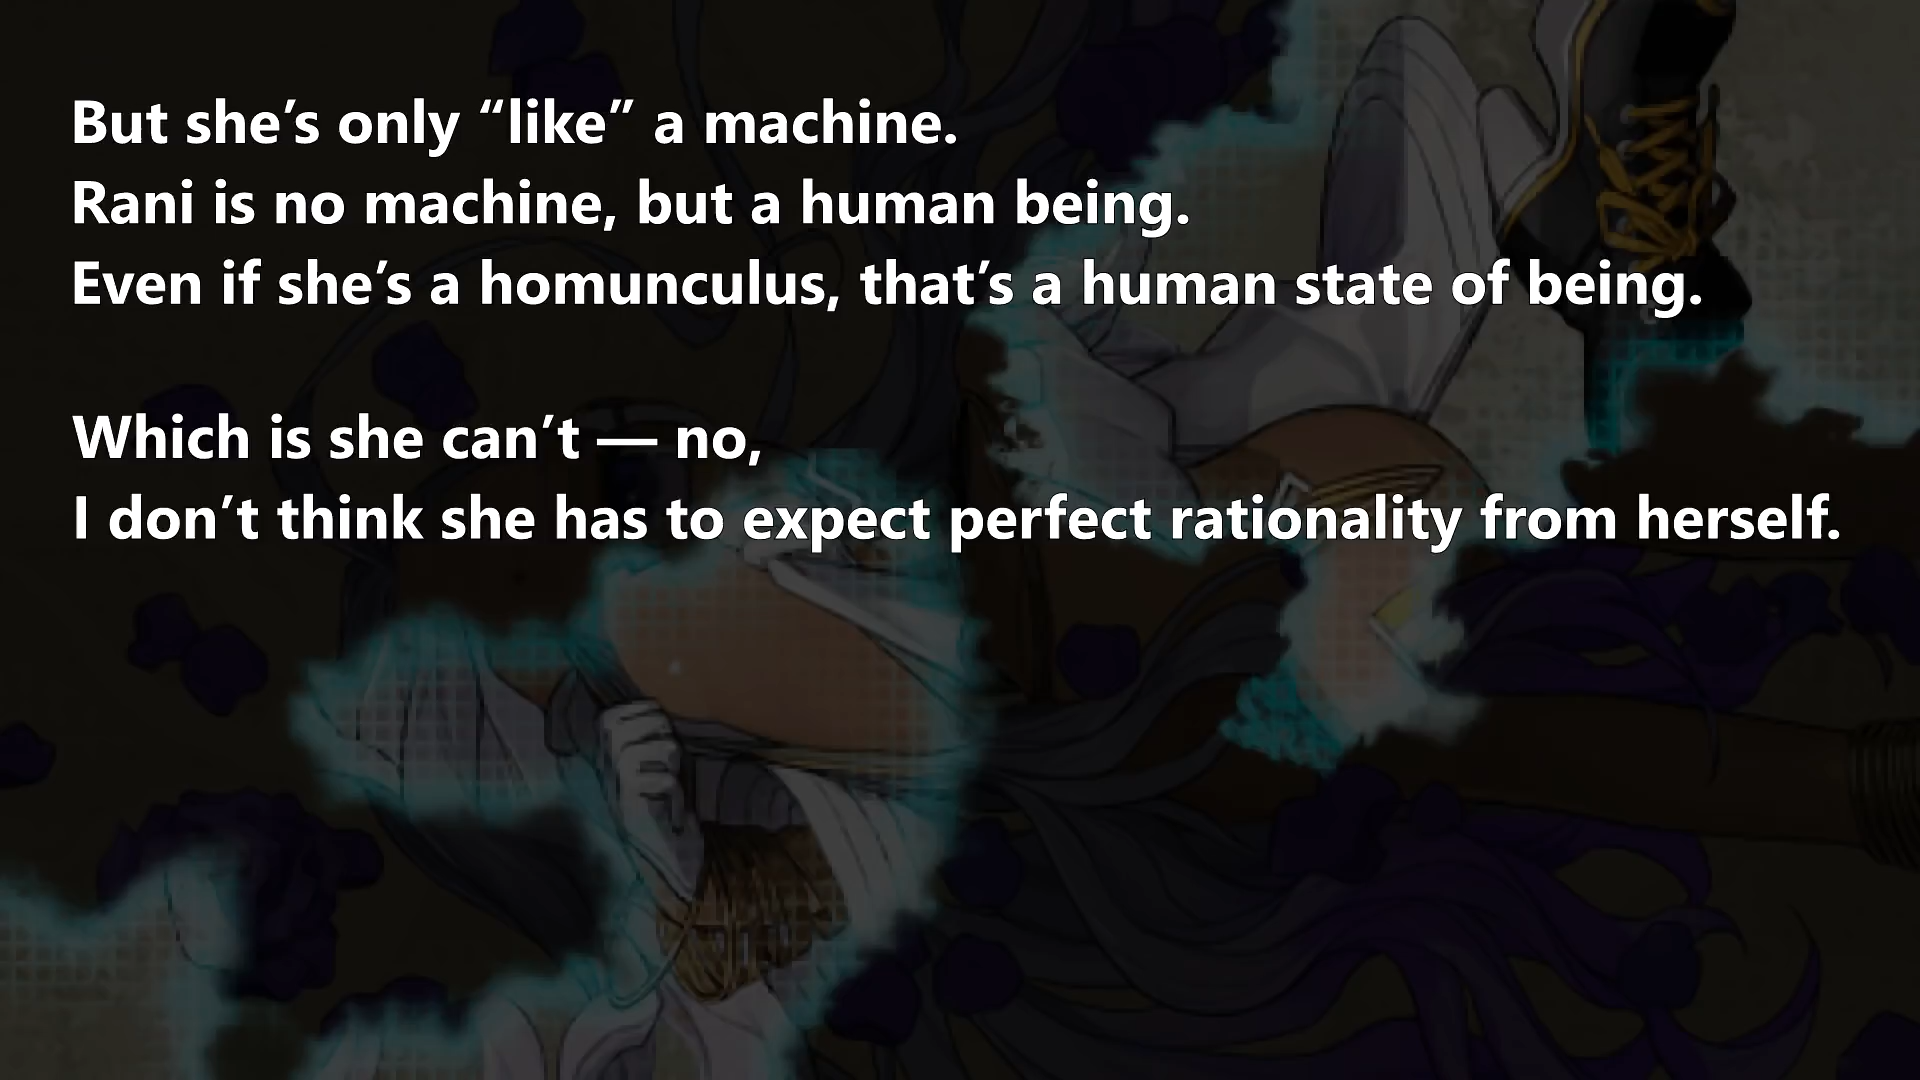 But she’s only “like” a machine.
Rani is no machine, but a human being.
Even if she’s a homunculus, that’s a human state of being.
Which is she can’t — no,
I don’t think she has to expect perfect rationality from herself.